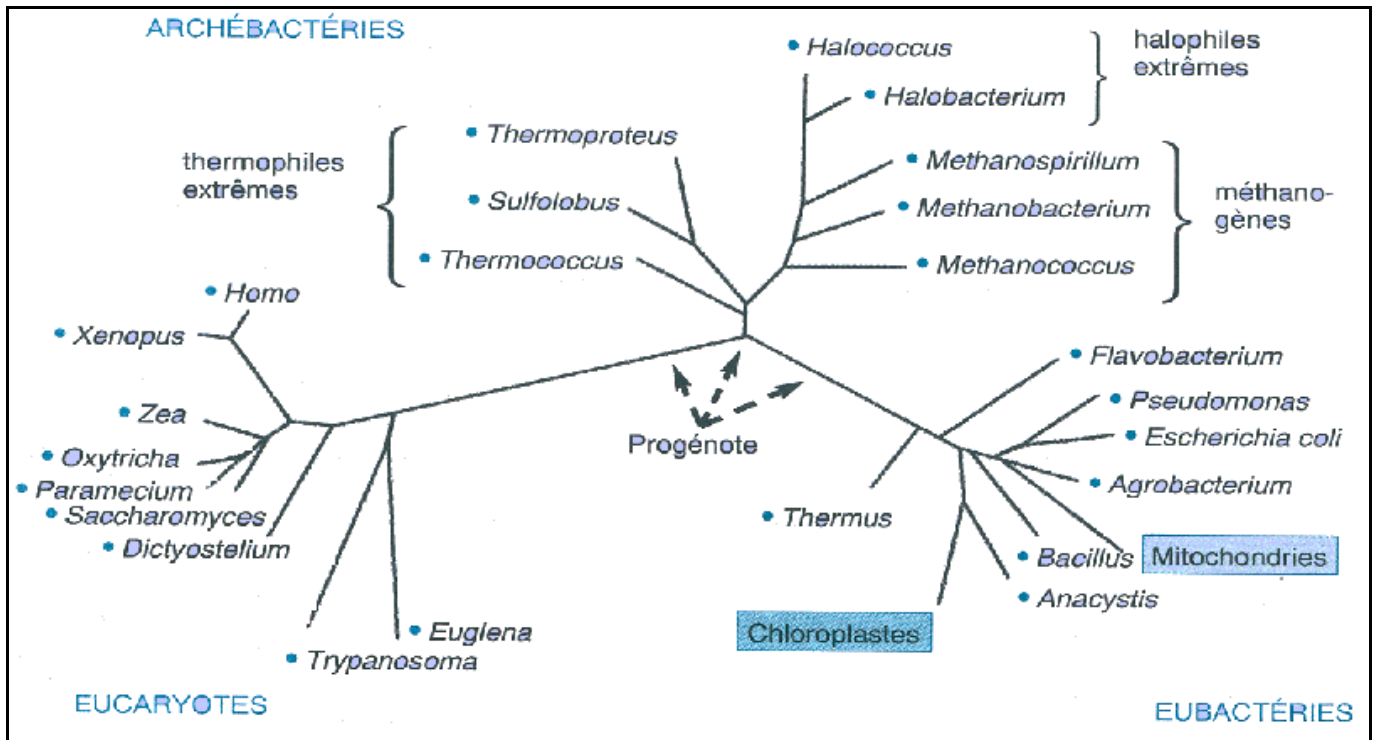 ARCHÉBACTÉRIES
Halococcus
halophiles
extrêmes
Halobacterium
Thermoproteus
thermophiles
extrêmes
Methanospirillum
Sulfolobus
Methanobacterium
méthano-
gènes
Thermococcus
Methanococcus
Homo
Xenopus
Flavobacterium
Zea
Pseudomonas
Progénote
Escherichia coli
Oxytricha
Agrobacterium
Paramecium
Saccharomyces
Thermus
Dictyostelium
Bacillus
Mitochondries
Anacystis
Euglena
Chloroplastes
Trypanosoma
EUCARYOTES
EUBACTÉRIES